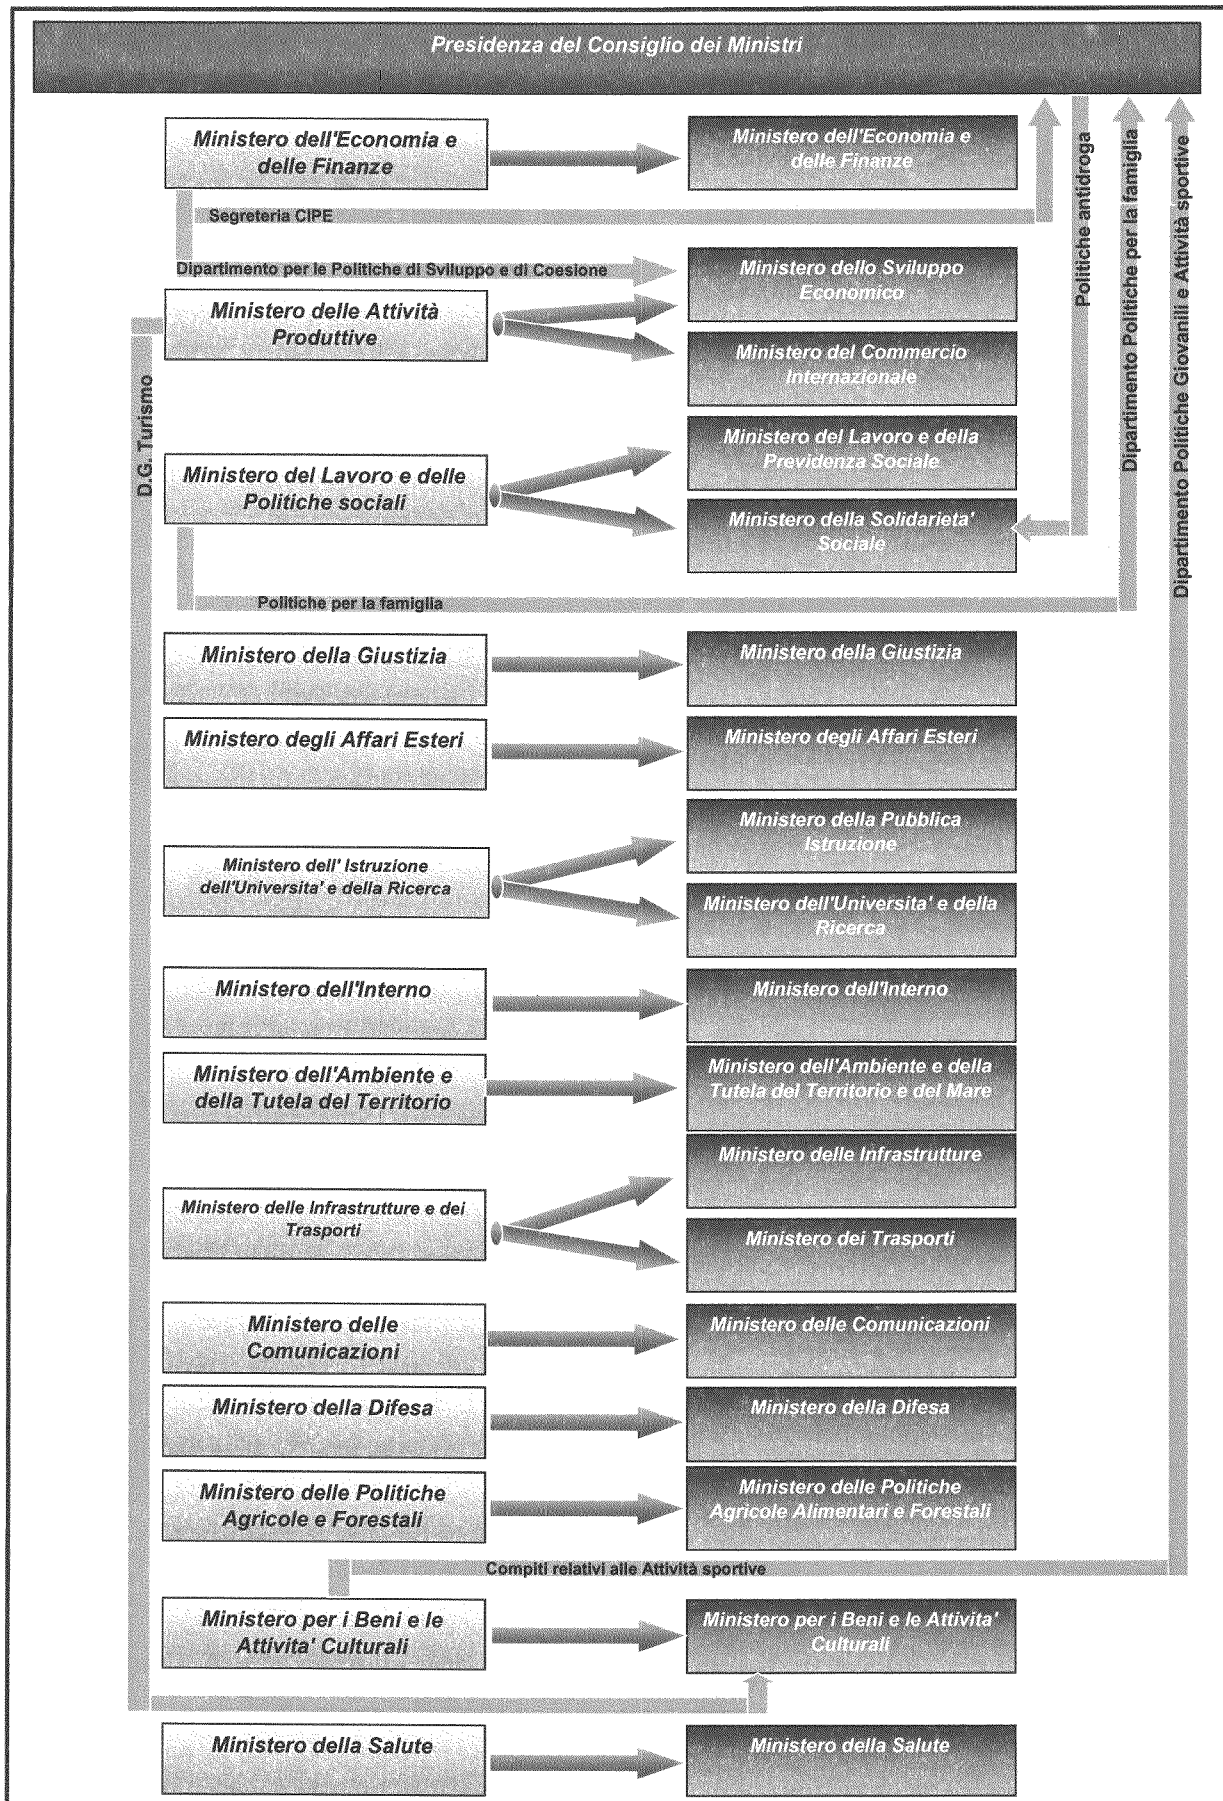 Presidenza del Consiglio dei Ministri
Ministero dell'Economia e
delle Finanze
Ministero dell'Economia e
delle Finanze
Segreteria CIPE
Dipartimento per le Politiche di Sviluppo e di Coesione
Ministero dello Sviluppo
Economico
Ministero delle Attività
Produttive
Ministero del Commercio
Internazionale
Politiche antidroga
Dipartimento Politiche per la famiglia
Dipartimento Politiche Giovanili e Attività sportive
D.G. Turismo
Ministero del Lavoro e delle
Politiche sociali
Ministero del Lavoro e della
Previdenza Sociale
Ministero della Solidarieta'
Sociale
Politiche per la famiglia
Ministero della Giustizia
Ministero della Giustizia
Ministero degli Affari Esteri
Ministero degli Affari Esteri
Ministero dell' Istruzione
dell'Universita' e della Ricerca
Ministero della Pubblica
Istruzione
Ministero dell'Universita' e della
Ricerca
Ministero dell'Interno
Ministero dell'Interno
Ministero dell'Ambiente e
della Tutela del Territorio
Ministero dell'Ambiente e della
Tutela del Territorio e del Mare
Ministero delle Infrastrutture e dei
Trasporti
Ministero delle Infrastrutture
Ministero dei Trasporti
Ministero delle
Comunicazioni
Ministero delle Comunicazioni
Ministero della Difesa
Ministero della Difesa
Ministero delle Politiche
Agricole e Forestali
Ministero delle Politiche
Agricole Alimentari e Forestali
Compiti relativi alle Attività sportive
Ministero per i Beni e le
Attivita' Culturali
Ministero per i Beni e le Attivita'
Culturali
Ministero della Salute
Ministero della Salute